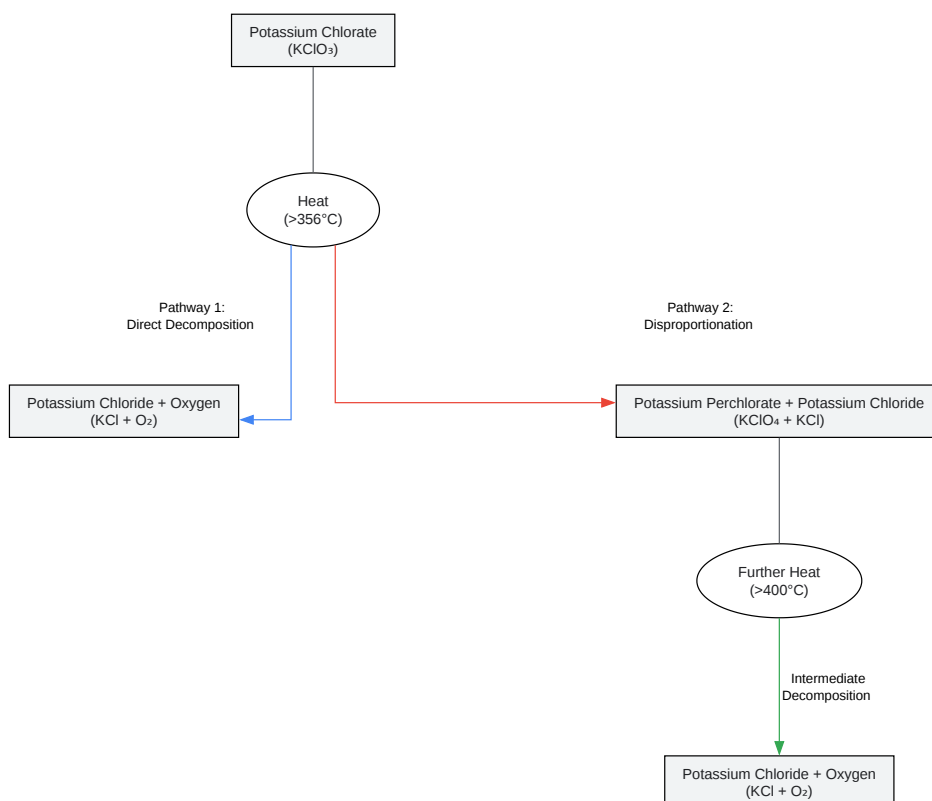 Potassium Chlorate
(KClO₃)
Heat
(>356°C)
Pathway 1:
Direct Decomposition
Pathway 2:
Disproportionation
Potassium Chloride + Oxygen
(KCl + O₂)
Potassium Perchlorate + Potassium Chloride
(KClO₄ + KCl)
Further Heat
(>400°C)
Intermediate
Decomposition
Potassium Chloride + Oxygen
(KCl + O₂)